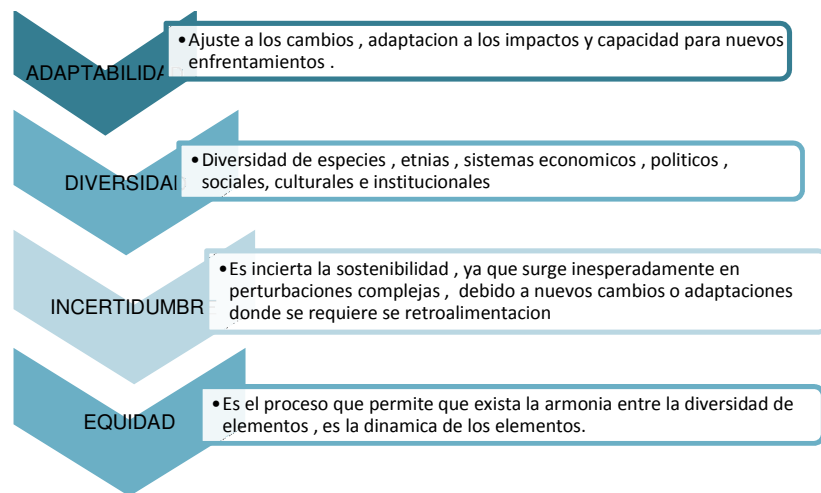 ADAPTABILIDAD
•Ajuste a los cambios , adaptacion a los impactos y capacidad para nuevos
enfrentamientos .
DIVERSIDAD
•Diversidad de especies , etnias , sistemas economicos , politicos ,
sociales, culturales e institucionales
INCERTIDUMBRE
•Es incierta la sostenibilidad , ya que surge inesperadamente en
perturbaciones complejas , debido a nuevos cambios o adaptaciones
donde se requiere se retroalimentacion
EQUIDAD
•Es el proceso que permite que exista la armonia entre la diversidad de
elementos , es la dinamica de los elementos.